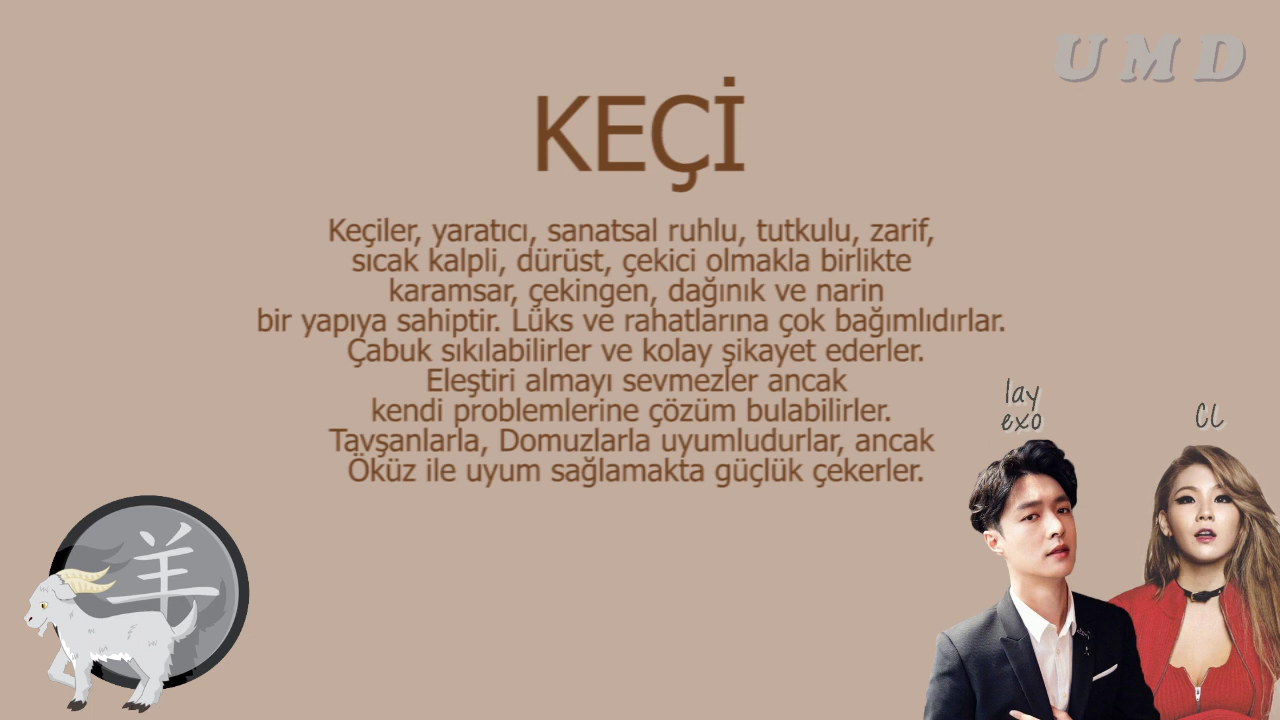 UMD
KEÇİ
Keçiler, yaratıcı, sanatsal ruhlu, tutkulu, zarif,
sıcak kalpli, dürüst, çekici olmakla birlikte
karamsar, çekingen, dağınık ve narin
bir yapıya sahiptir. Lüks ve rahatlarına çok bağımlıdırlar.
Çabuk sıkılabilirler ve kolay şikayet ederler.
Eleştiri almayı sevmezler ancak
kendi problemlerine çözüm bulabilirler.
Tavşanlarla, Domuzlarla uyumludurlar, ancak
Öküz ile uyum sağlamakta güçlük çekerler.
lay
exo
CL
羊